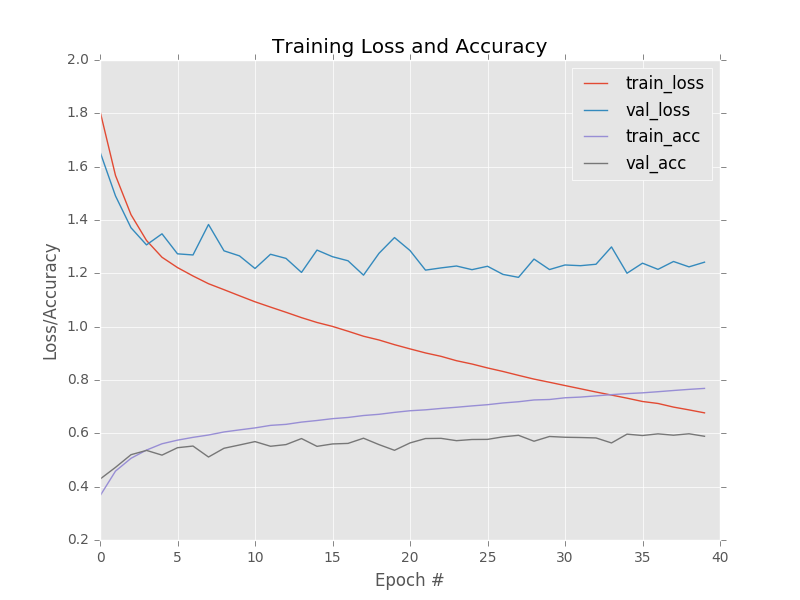 Training Loss and Accuracy
train_loss
val_loss
train_acc
val_acc
Loss/Accuracy
2.0
1.8
1.6
1.4
1.2
1.0
0.8
0.6
0.4
0.2
0 5 10 15 20 25 30 35 40
Epoch #